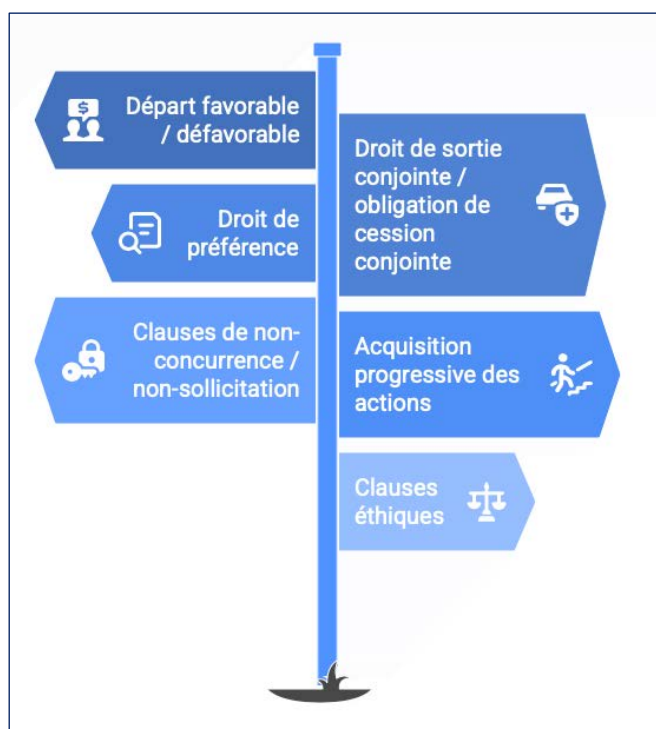 Départ favorable
/ défavorable
Droit de sortie
conjointe /
obligation de
cession
conjointe
Droit de
préférence
Clauses de non-
concurrence /
non-sollicitation
Acquisition
progressive des
actions
Clauses
éthiques